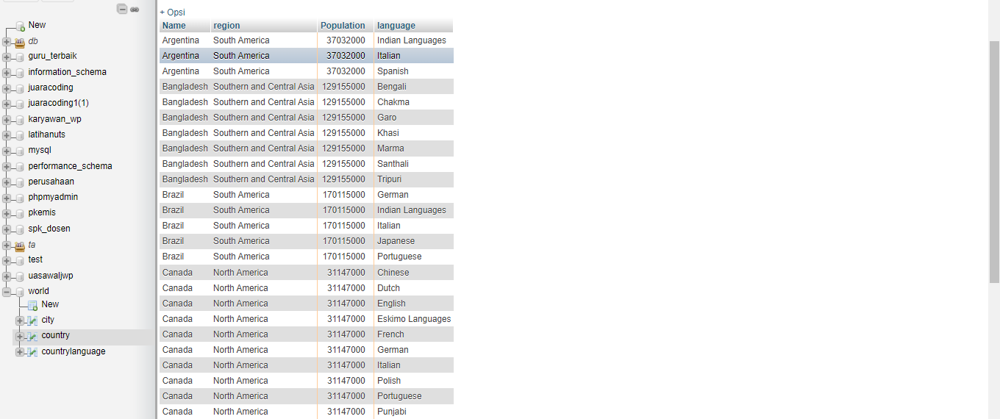 New
db
guru_terbaik
information_schema
juaracoding
juaracoding1(1)
karyawan_wp
latihanuts
mysql
performance_schema
perusahaan
phpmyadmin
pkemis
spk_dosen
ta
test
uasawaljwp
world
New
city
country
countrylanguage
+ Opsi
Name region Population language
Argentina South America 37032000 Indian Languages
Argentina South America 37032000 Italian
Argentina South America 37032000 Spanish
Bangladesh Southern and Central Asia 129155000 Bengali
Bangladesh Southern and Central Asia 129155000 Chakma
Bangladesh Southern and Central Asia 129155000 Garo
Bangladesh Southern and Central Asia 129155000 Khasi
Bangladesh Southern and Central Asia 129155000 Marma
Bangladesh Southern and Central Asia 129155000 Santhali
Bangladesh Southern and Central Asia 129155000 Tripuri
Brazil South America 170115000 German
Brazil South America 170115000 Indian Languages
Brazil South America 170115000 Italian
Brazil South America 170115000 Japanese
Brazil South America 170115000 Portuguese
Canada North America 31147000 Chinese
Canada North America 31147000 Dutch
Canada North America 31147000 English
Canada North America 31147000 Eskimo Languages
Canada North America 31147000 French
Canada North America 31147000 German
Canada North America 31147000 Italian
Canada North America 31147000 Polish
Canada North America 31147000 Portuguese
Canada North America 31147000 Punjabi